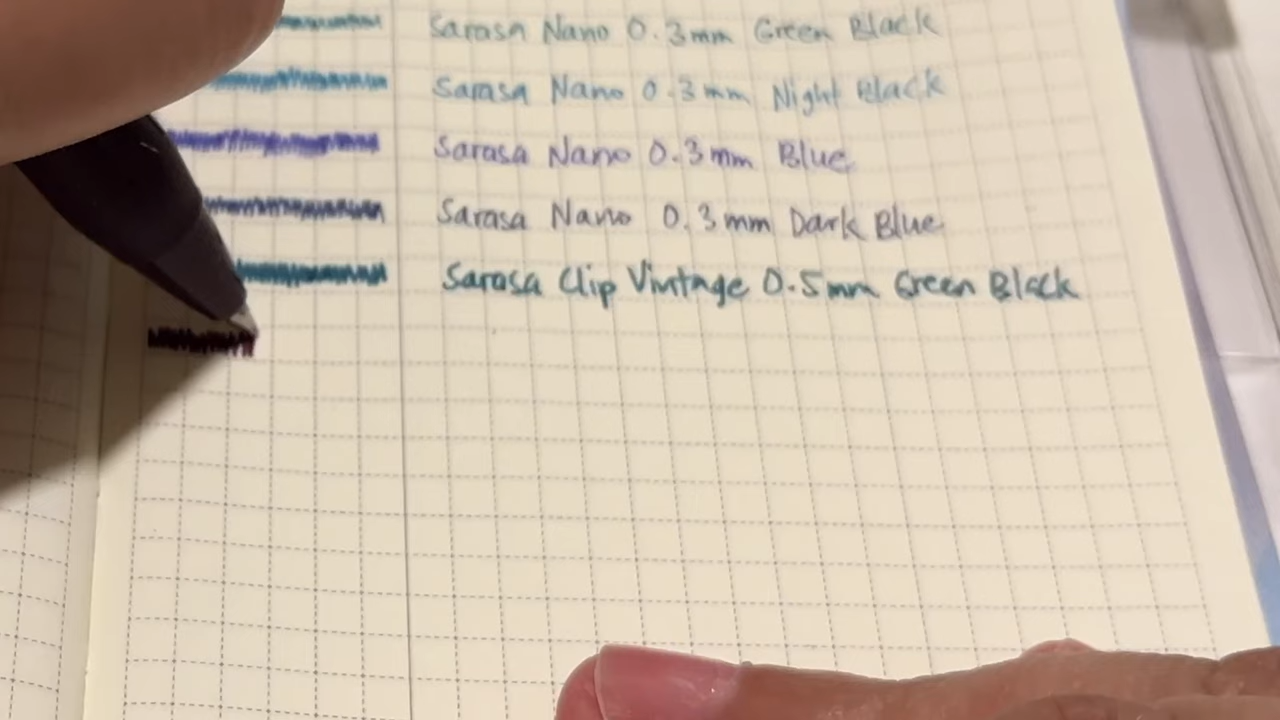 Sarasa Nano 0.3mm Green Black
Sarasa Nano 0.3mm Night Black
Sarasa Nano 0.3mm Blue
Sarasa Nano 0.3mm Dark Blue
Sarasa Clip Vintage 0.5mm Green Black